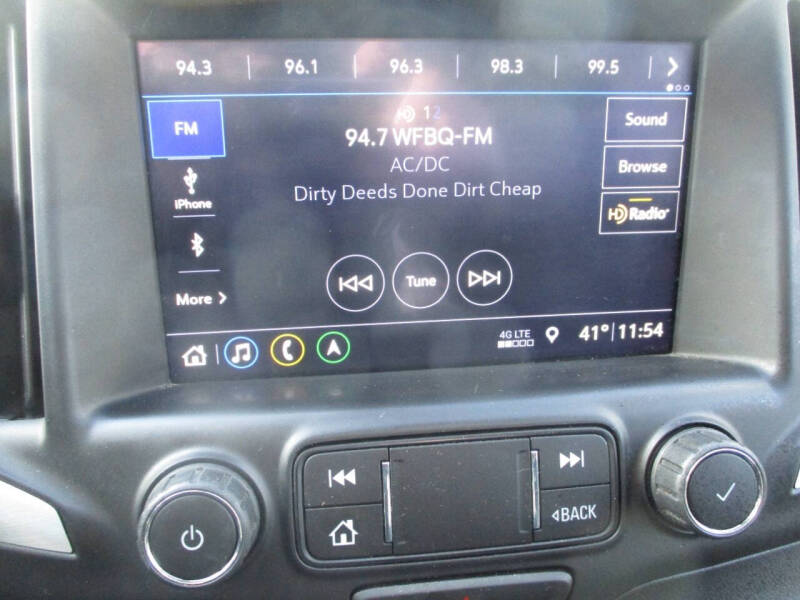 94.3 96.1 96.3 98.3 99.5
FM
HD 12
94.7 WFBQ-FM
AC/DC
Dirty Deeds Done Dirt Cheap
Sound
Browse
HD Radio
iPhone
More
Tune
4G LTE
41° 11:54
BACK